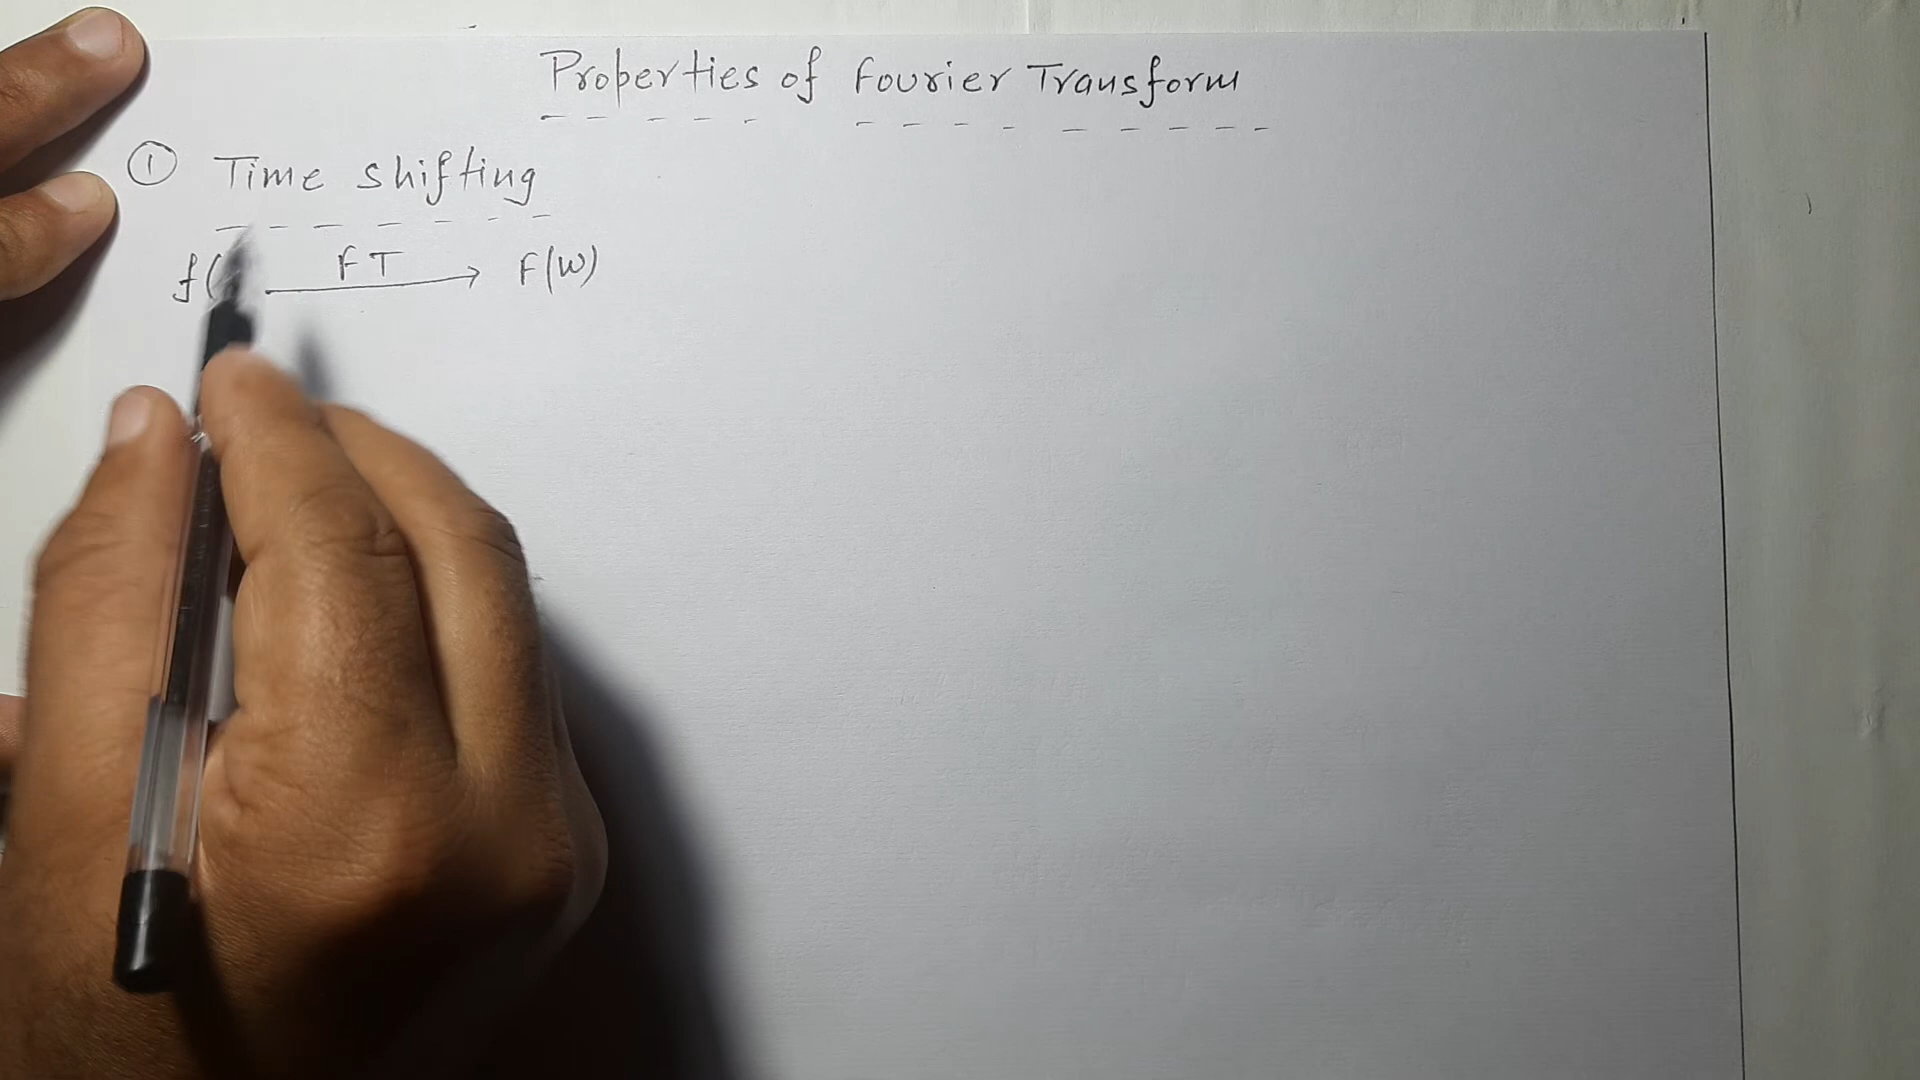 Properties of Fourier Transform
① Time shifting
f( FT → F(W)